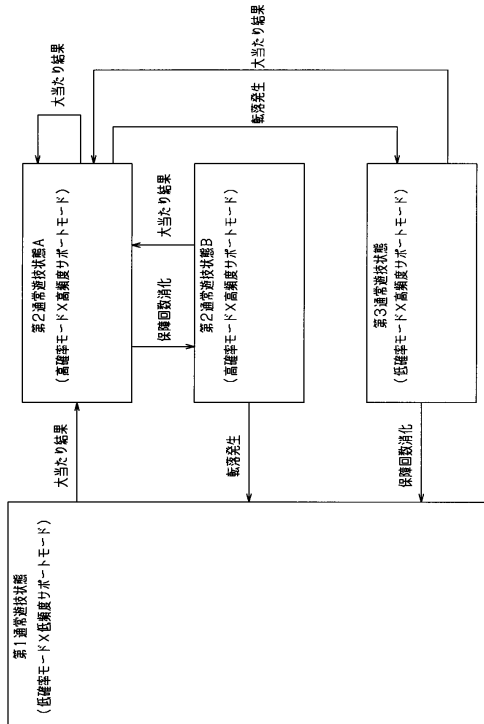 第1通常遊技状態
(低確率モード×低頻度サポートモード)
大当たり結果
転落発生
保障回数消化
第2通常遊技状態A
(高確率モード×高頻度サポートモード)
保障回数消化
大当たり結果
第2通常遊技状態B
(高確率モード×高頻度サポートモード)
第3通常遊技状態
(低確率モード×高頻度サポートモード)
大当たり結果
転落発生
大当たり結果